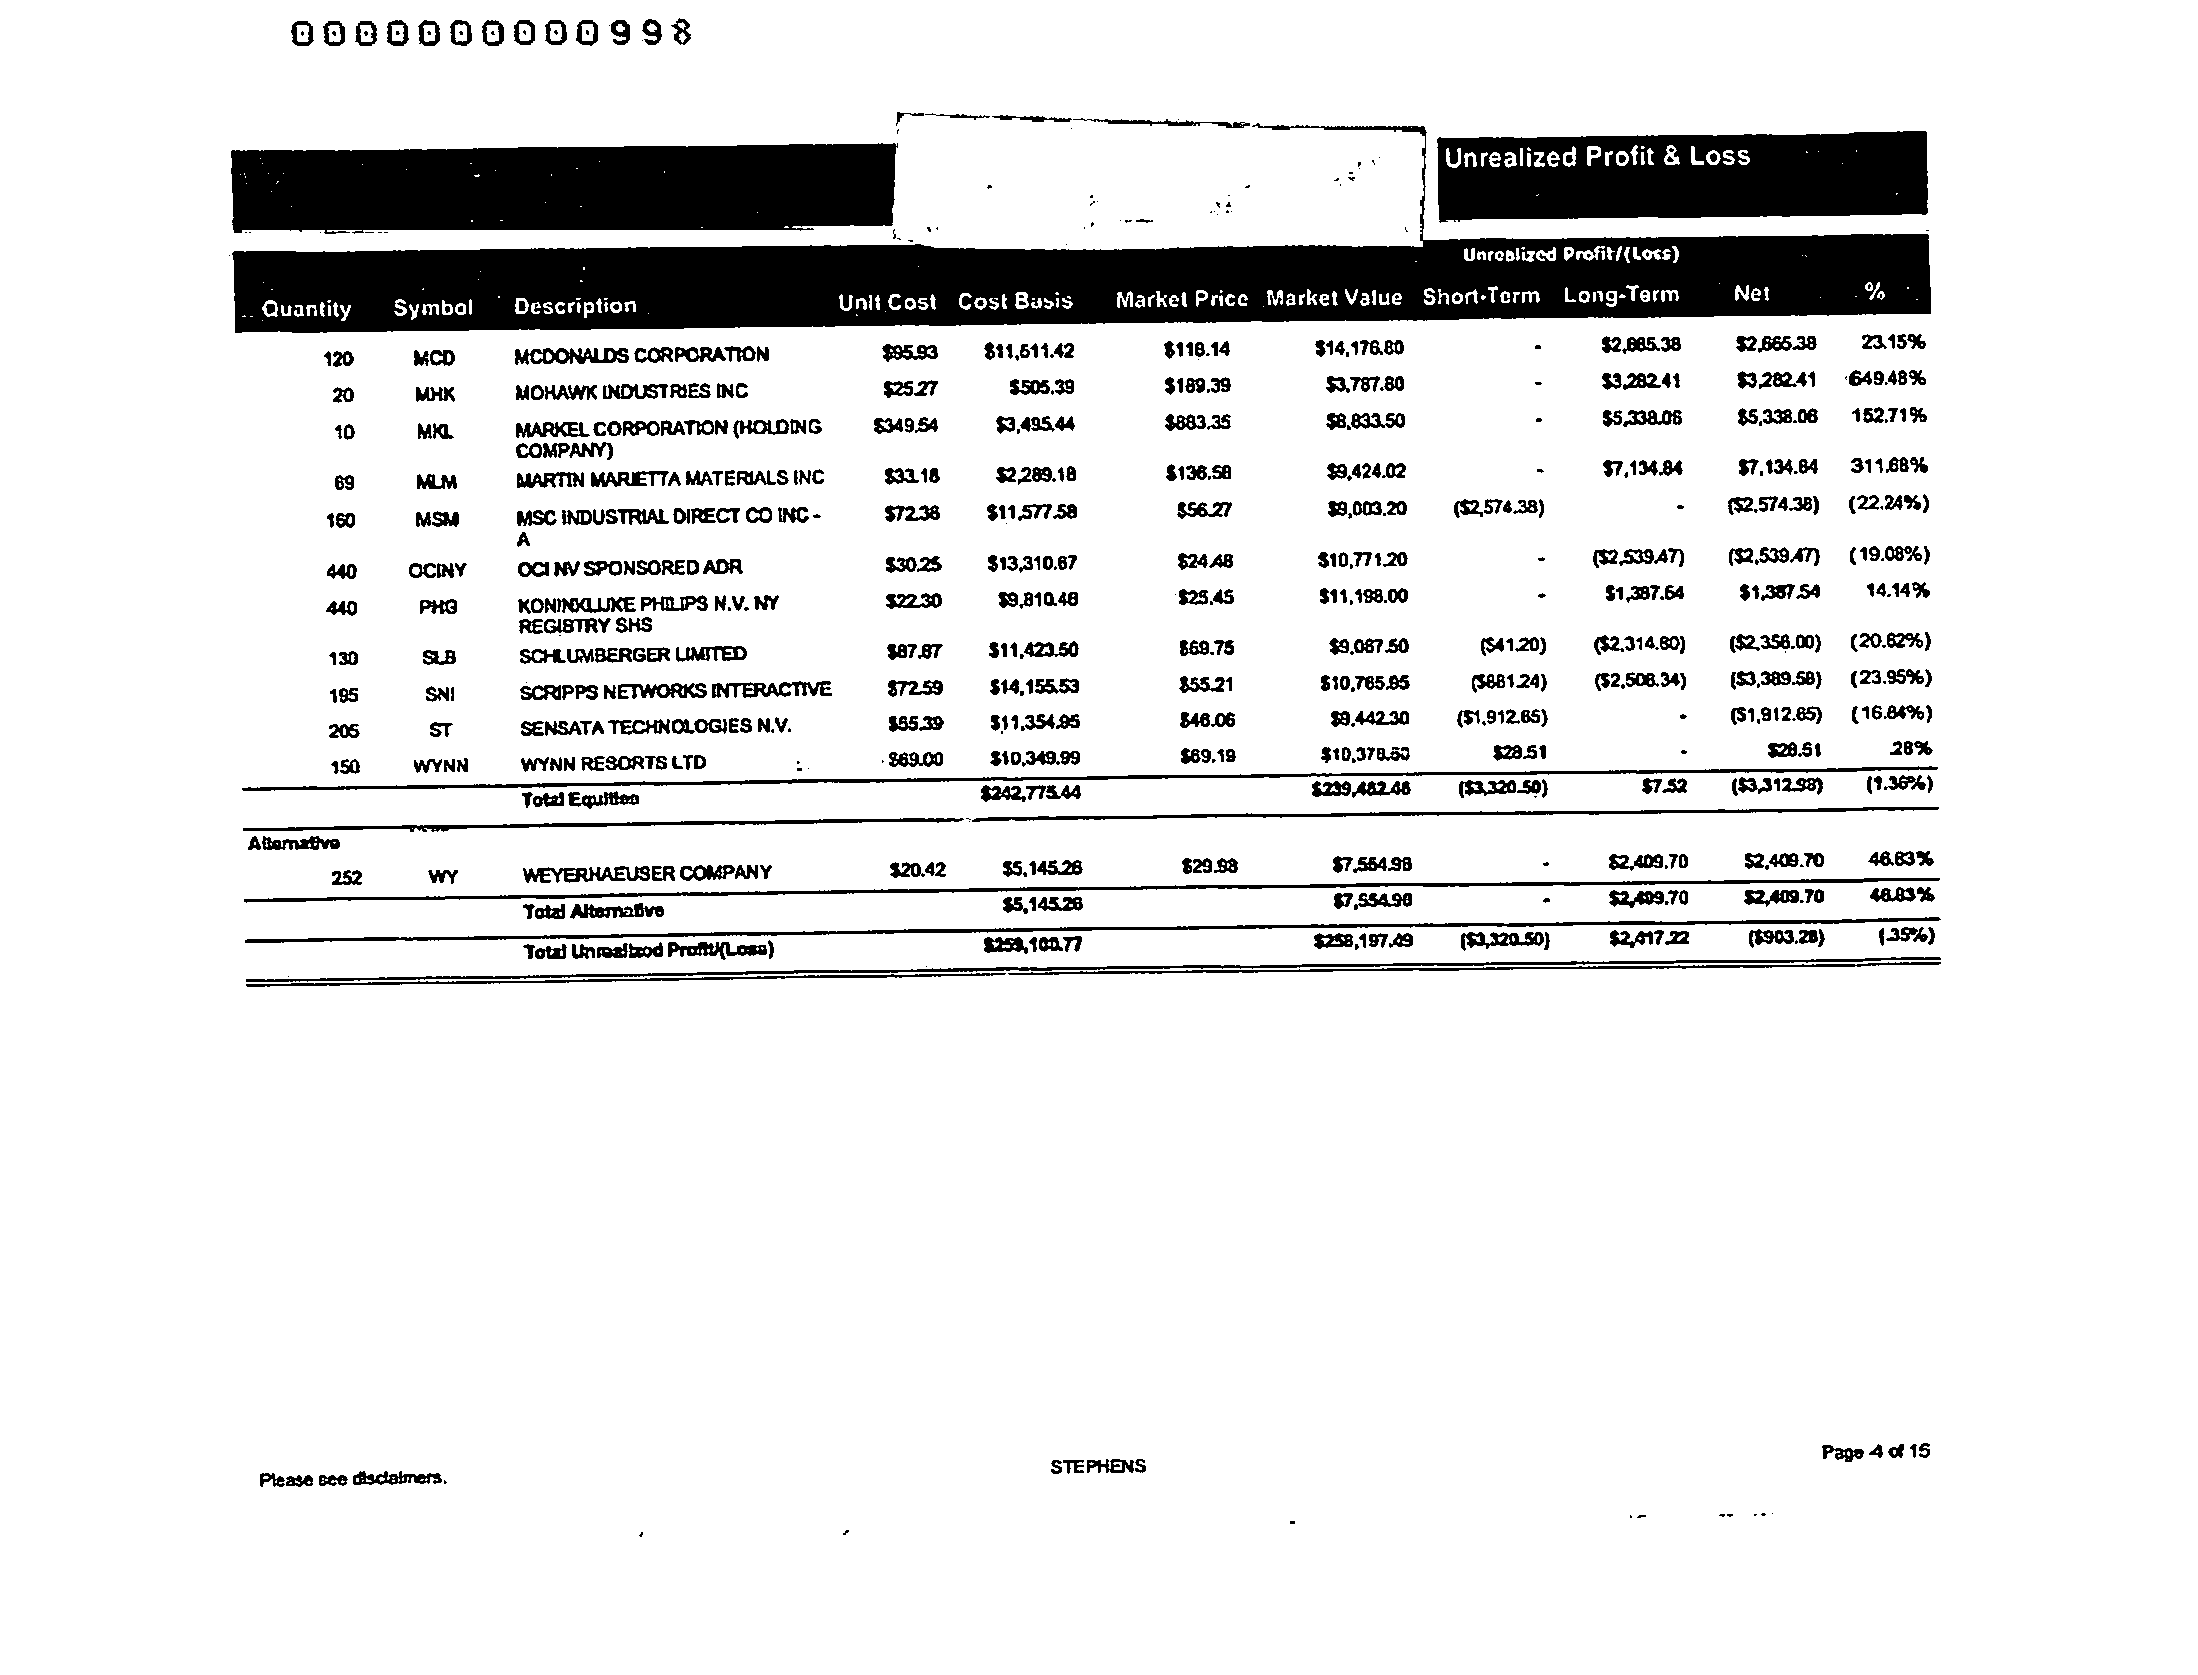 0000000000998
Unrealized Profit & Loss
Unrealized Profit/(Loss)
Quantity Symbol Description Unit Cost Cost Basis Market Price Market Value Short-Term Long-Term Net %
120 MCD MCDONALDS CORPORATION $95.93 $11,511.42 $118.14 $14,176.80 - $2,665.38 $2,665.38 23.15%
20 MHK MOHAWK INDUSTRIES INC $25.27 $505.39 $189.39 $3,787.80 - $3,282.41 $3,282.41 649.48%
10 MKL MARKEL CORPORATION (HOLDING $349.54 $3,495.44 $883.35 $8,833.50 - $5,338.06 $5,338.06 152.71%
COMPANY)
69 MLM MARTIN MARIETTA MATERIALS INC $33.18 $2,289.18 $136.58 $9,424.02 - $7,134.84 $7,134.84 311.68%
160 MSM MSC INDUSTRIAL DIRECT CO INC - $72.36 $11,577.58 $56.27 $9,003.20 ($2,574.38) - ($2,574.38) (22.24%)
A
440 OCINY OCI NV SPONSORED ADR $30.25 $13,310.67 $24.48 $10,771.20 - ($2,539.47) ($2,539.47) (19.08%)
440 PHG KONINKLIJKE PHILIPS N.V. NY $22.30 $9,810.46 $25.45 $11,198.00 - $1,387.54 $1,387.54 14.14%
REGISTRY SHS
130 SLB SCHLUMBERGER LIMITED $87.87 $11,423.50 $69.75 $9,067.50 ($41.20) ($2,314.80) ($2,356.00) (20.62%)
195 SNI SCRIPPS NETWORKS INTERACTIVE $72.59 $14,155.53 $55.21 $10,765.95 ($881.24) ($2,508.34) ($3,389.58) (23.95%)
205 ST SENSATA TECHNOLOGIES N.V. $55.39 $11,354.95 $46.06 $9,442.30 ($1,912.65) - ($1,912.65) (16.84%)
150 WYNN WYNN RESORTS LTD $69.00 $10,349.99 $69.19 $10,378.50 $28.51 - $28.51 .28%
Total Equities $242,775.44 $239,462.46 ($3,320.50) $7.52 ($3,312.98) (1.36%)
Alternative
252 WY WEYERHAEUSER COMPANY $20.42 $5,145.26 $29.98 $7,554.96 - $2,409.70 $2,409.70 46.83%
Total Alternative $5,145.26 $7,554.96 - $2,409.70 $2,409.70 46.83%
Total Unrealized Profit/(Loss) $259,100.77 $258,197.49 ($3,320.50) $2,417.22 ($903.28) (.35%)
Please see disclaimers.
STEPHENS
Page 4 of 15